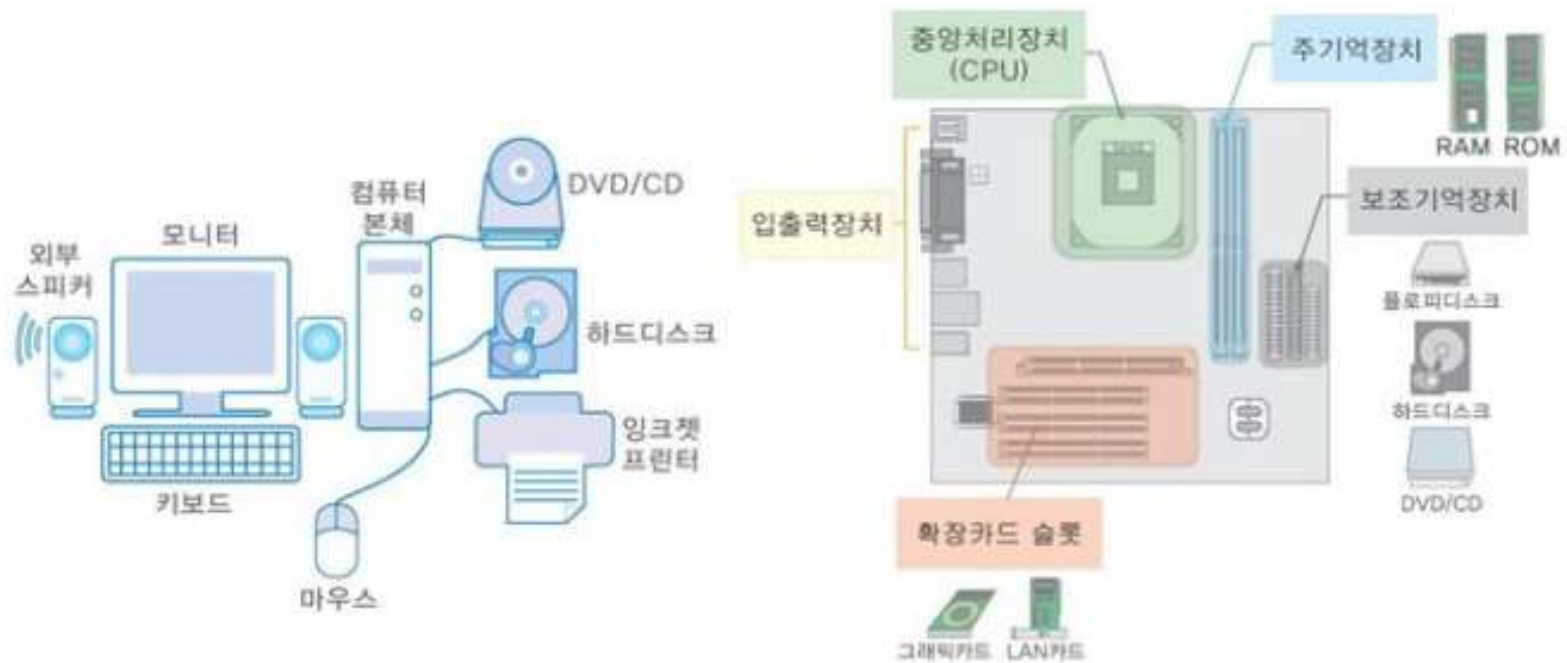 외부
스피커
모니터
컴퓨터
본체
DVD/CD
하드디스크
잉크젯
프린터
키보드
마우스
중앙처리장치
(CPU)
주기억장치
RAM ROM
입출력장치
보조기억장치
플로피디스크
하드디스크
DVD/CD
확장카드 슬롯
그래픽카드 LAN카드